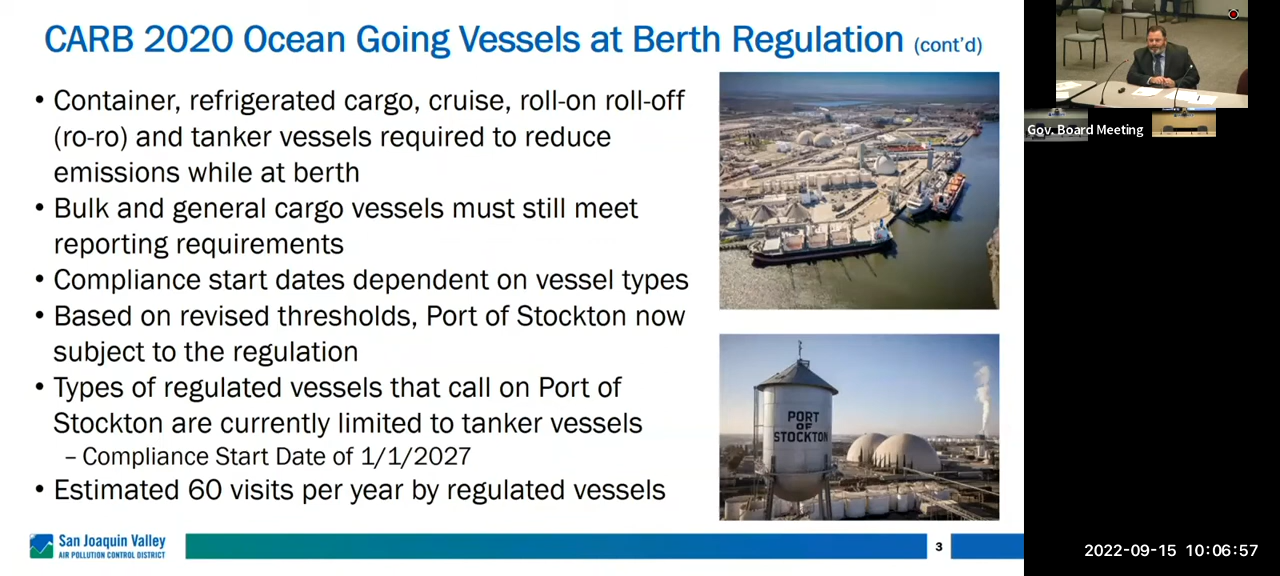 CARB 2020 Ocean Going Vessels at Berth Regulation (cont'd)
• Container, refrigerated cargo, cruise, roll-on roll-off
(ro-ro) and tanker vessels required to reduce
emissions while at berth
• Bulk and general cargo vessels must still meet
reporting requirements
• Compliance start dates dependent on vessel types
• Based on revised thresholds, Port of Stockton now
subject to the regulation
• Types of regulated vessels that call on Port of
Stockton are currently limited to tanker vessels
– Compliance Start Date of 1/1/2027
• Estimated 60 visits per year by regulated vessels
PORT
OF
STOCKTON
San Joaquin Valley
AIR POLLUTION CONTROL DISTRICT
3
Gov. Board Meeting
2022-09-15 10:06:57